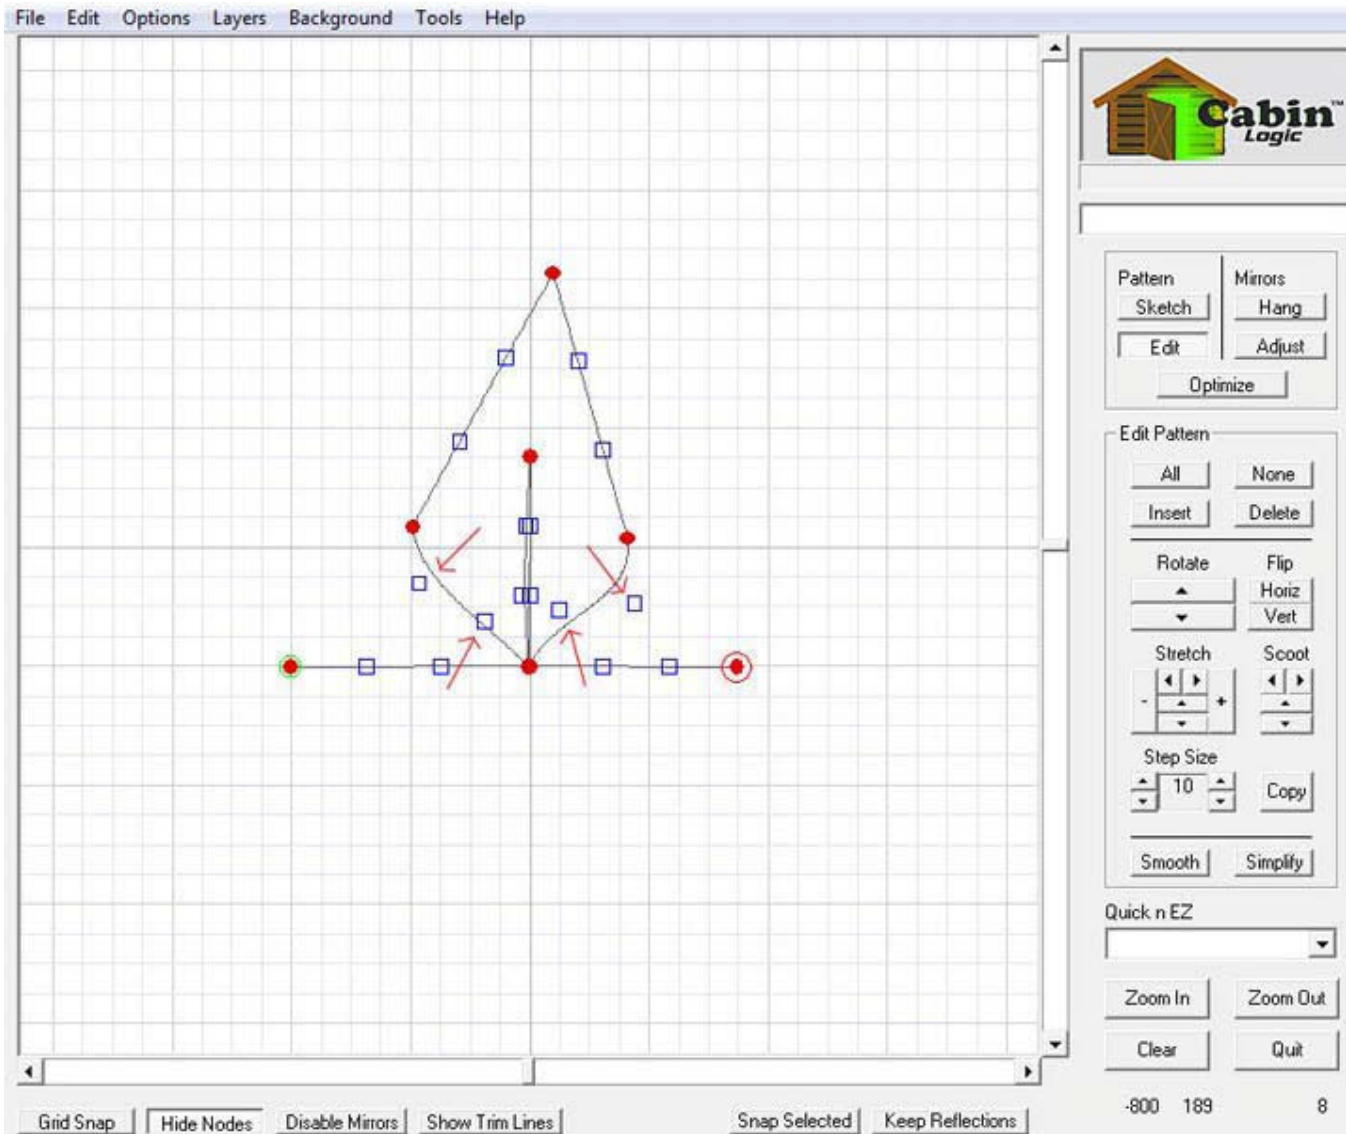 File Edit Options Layers Background Tools Help
Cabin™
Logic
Pattern Mirrors
Sketch Hang
Edit Adjust
Optimize
Edit Pattern
All None
Insert Delete
Rotate Flip
Horiz
Vert
Stretch Scoot
- +
Step Size
10 Copy
Smooth Simplify
Quick n EZ
Zoom In Zoom Out
Clear Quit
-800 189 8
Grid Snap Hide Nodes Disable Mirrors Show Trim Lines Snap Selected Keep Reflections